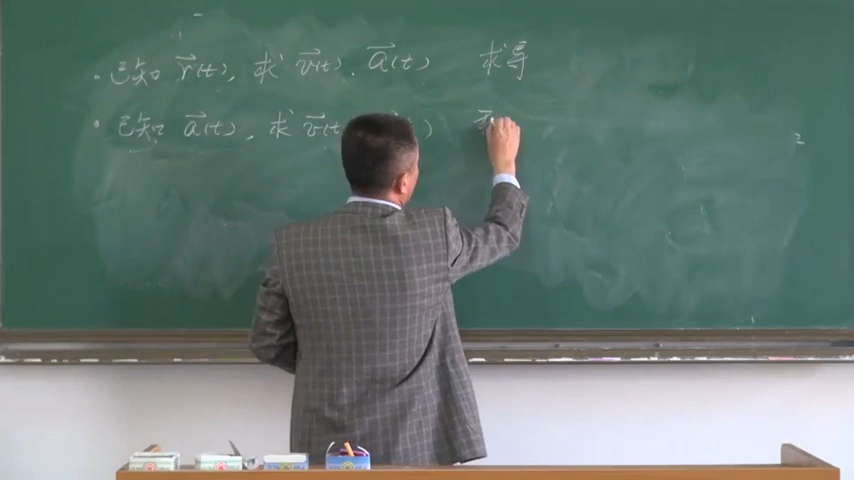 · 已知 r⃗(t), 求 v⃗(t). a⃗(t) 求导
· 已知 a⃗(t), 求 v⃗(t